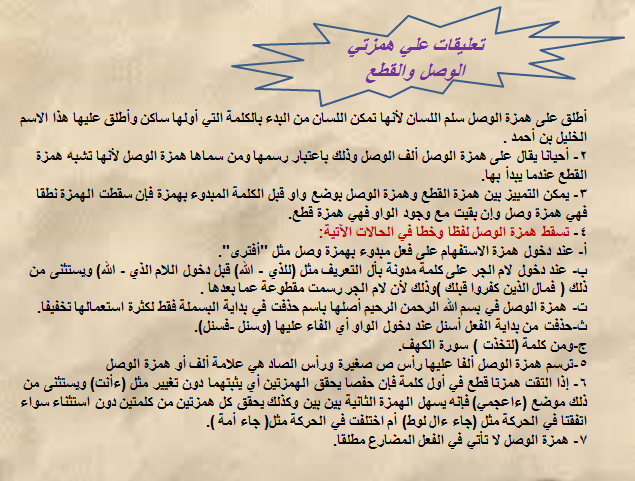 تعليقات علي همزتي
الوصل والقطع
أطلق على همزة الوصل سلم اللسان لأنها تمكن اللسان من البدء بالكلمة التي أولها ساكن وأطلق عليها هذا الاسم
الخليل بن أحمد .
٢- أحيانا يقال على همزة الوصل ألف الوصل وذلك باعتبار رسمها ومن سماها همزة الوصل لأنها تشبه همزة
القطع عندما يبدأ بها.
٣- يمكن التمييز بين همزة القطع وهمزة الوصل بوضع واو قبل الكلمة المبدوء بهمزة فإن سقطت الهمزة نطقا
فهي همزة وصل وإن بقيت مع وجود الواو فهي همزة قطع.
٤- تسقط همزة الوصل لفظا وخطا في الحالات الآتية:
أ- عند دخول همزة الاستفهام على فعل مبدوء بهمزة وصل مثل "أفترى".
ب- عند دخول لام الجر على كلمة مدونة بأل التعريف مثل (للذي - الله) قبل دخول اللام الذي - الله) ويستثنى من
ذلك ( فمال الذين كفروا قبلك )وذلك لأن لام الجر رسمت مقطوعة عما بعدها .
ت- همزة الوصل في بسم الله الرحمن الرحيم أصلها باسم حذفت في بداية البسملة فقط لكثرة استعمالها تخفيفا.
ث-حذفت من بداية الفعل أسنل عند دخول الواو أي الفاء عليها (وسنل -فسنل).
ج-ومن كلمة (لتخذت ) سورة الكهف.
٥-ترسم همزة الوصل ألفا عليها رأس ص صغيرة ورأس الصاد هي علامة ألف أو همزة الوصل
٦- إذا التقت همزتا قطع في أول كلمة فإن حفصا يحقق الهمزتين أي يثبتهما دون تغيير مثل (ءأنت) ويستثنى من
ذلك موضع (ءاعجمي) فإنه يسهل الهمزة الثانية بين بين وكذلك يحقق كل همزتين من كلمتين دون استثناء سواء
اتفقتا في الحركة مثل (جاء ءال لوط) أم اختلفت في الحركة مثل( جاء أمة ).
٧- همزة الوصل لا تأتي في الفعل المضارع مطلقا.